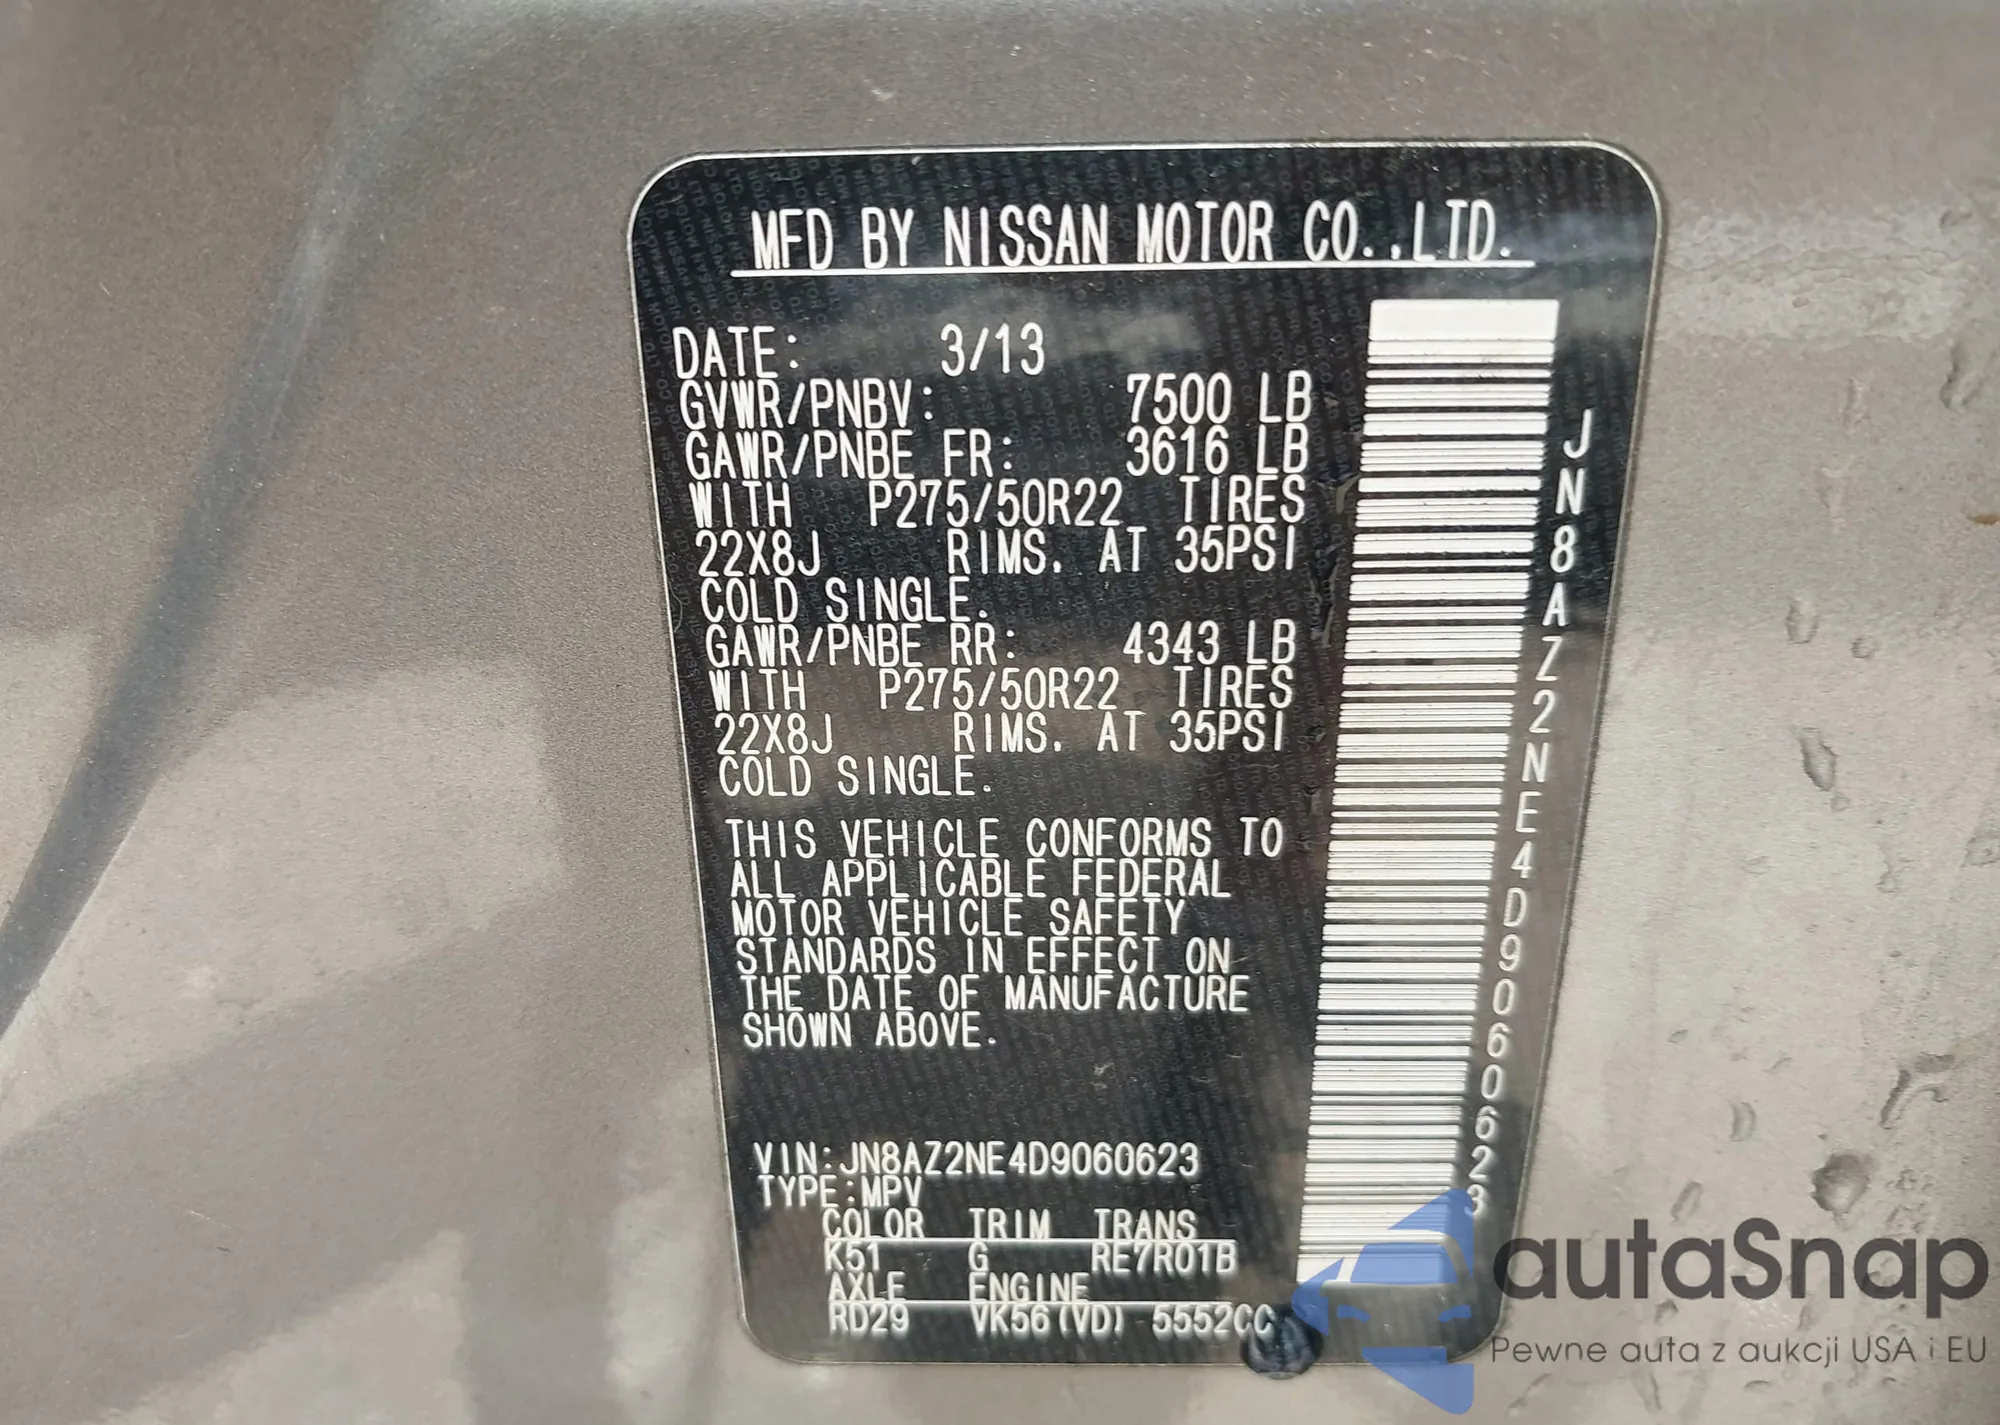 MFD BY NISSAN MOTOR CO.,LTD.
DATE: 3/13
GVWR/PNBV: 7500 LB
GAWR/PNBE FR: 3616 LB
WITH P275/50R22 TIRES
22X8J RIMS. AT 35PSI
COLD SINGLE.
GAWR/PNBE RR: 4343 LB
WITH P275/50R22 TIRES
22X8J RIMS. AT 35PSI
COLD SINGLE.
THIS VEHICLE CONFORMS TO
ALL APPLICABLE FEDERAL
MOTOR VEHICLE SAFETY
STANDARDS IN EFFECT ON
THE DATE OF MANUFACTURE
SHOWN ABOVE.
VIN:JN8AZ2NE4D9060623
TYPE:MPV
COLOR TRIM TRANS
K51 G RE7R01B
AXLE ENGINE
RD29 VK56(VD) 5552CC
JN8AZ2NE4D9060623
autaSnap
Pewne auta z aukcji USA i EU